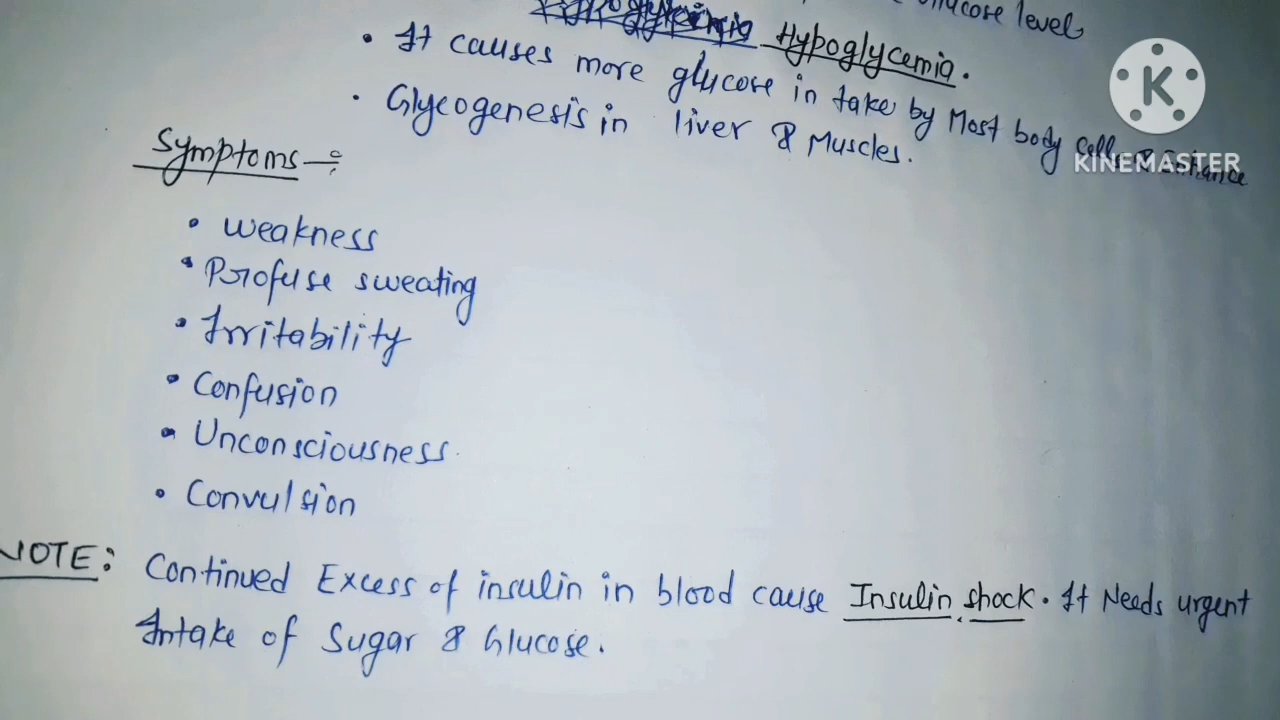 Glucose level
Hypoglycemia.
• It causes more glucose in take by Most body Cells & Enhance
• Glycogenesis in liver & Muscles.
Symptoms -:
• Weakness
• Profuse sweating
• Irritability
• Confusion
• Unconsciousness.
• Convulsion
NOTE: Continued Excess of insulin in blood cause Insulin shock. It Needs urgent
Intake of Sugar & Glucose.
K
KINEMASTER